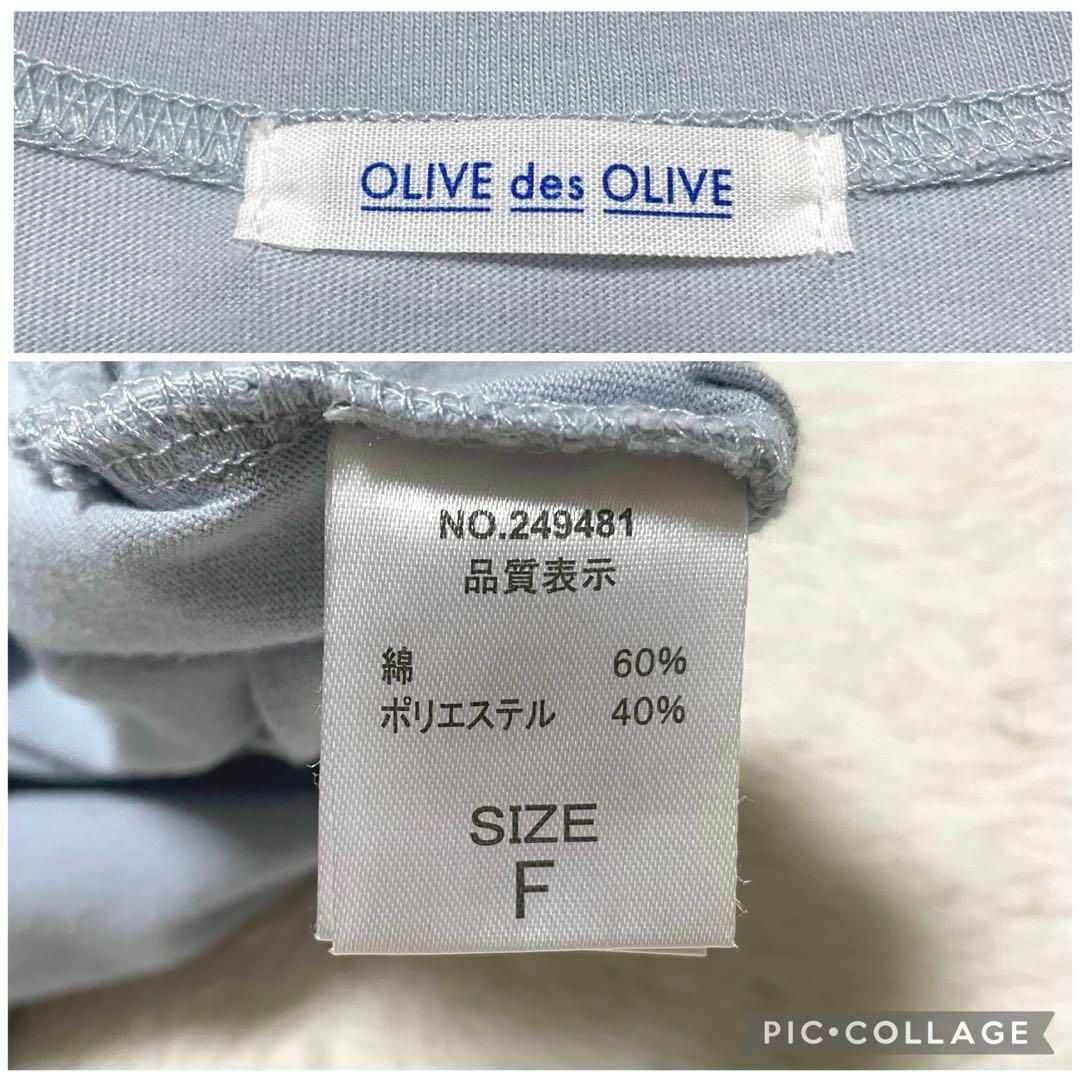 OLIVE des OLIVE
NO.249481
品質表示
綿 60%
ポリエステル 40%
SIZE
F
PIC•COLLAGE